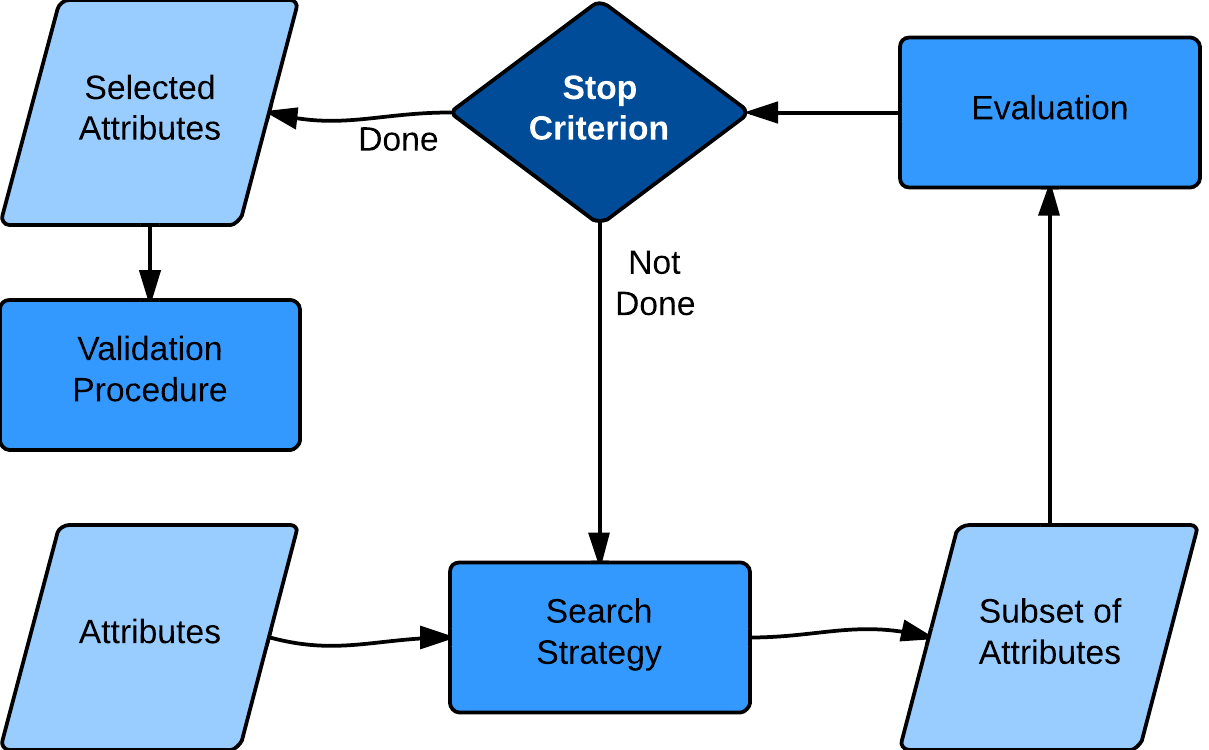 Selected
Attributes
Done
Stop
Criterion
Evaluation
Not
Done
Validation
Procedure
Attributes
Search
Strategy
Subset of
Attributes